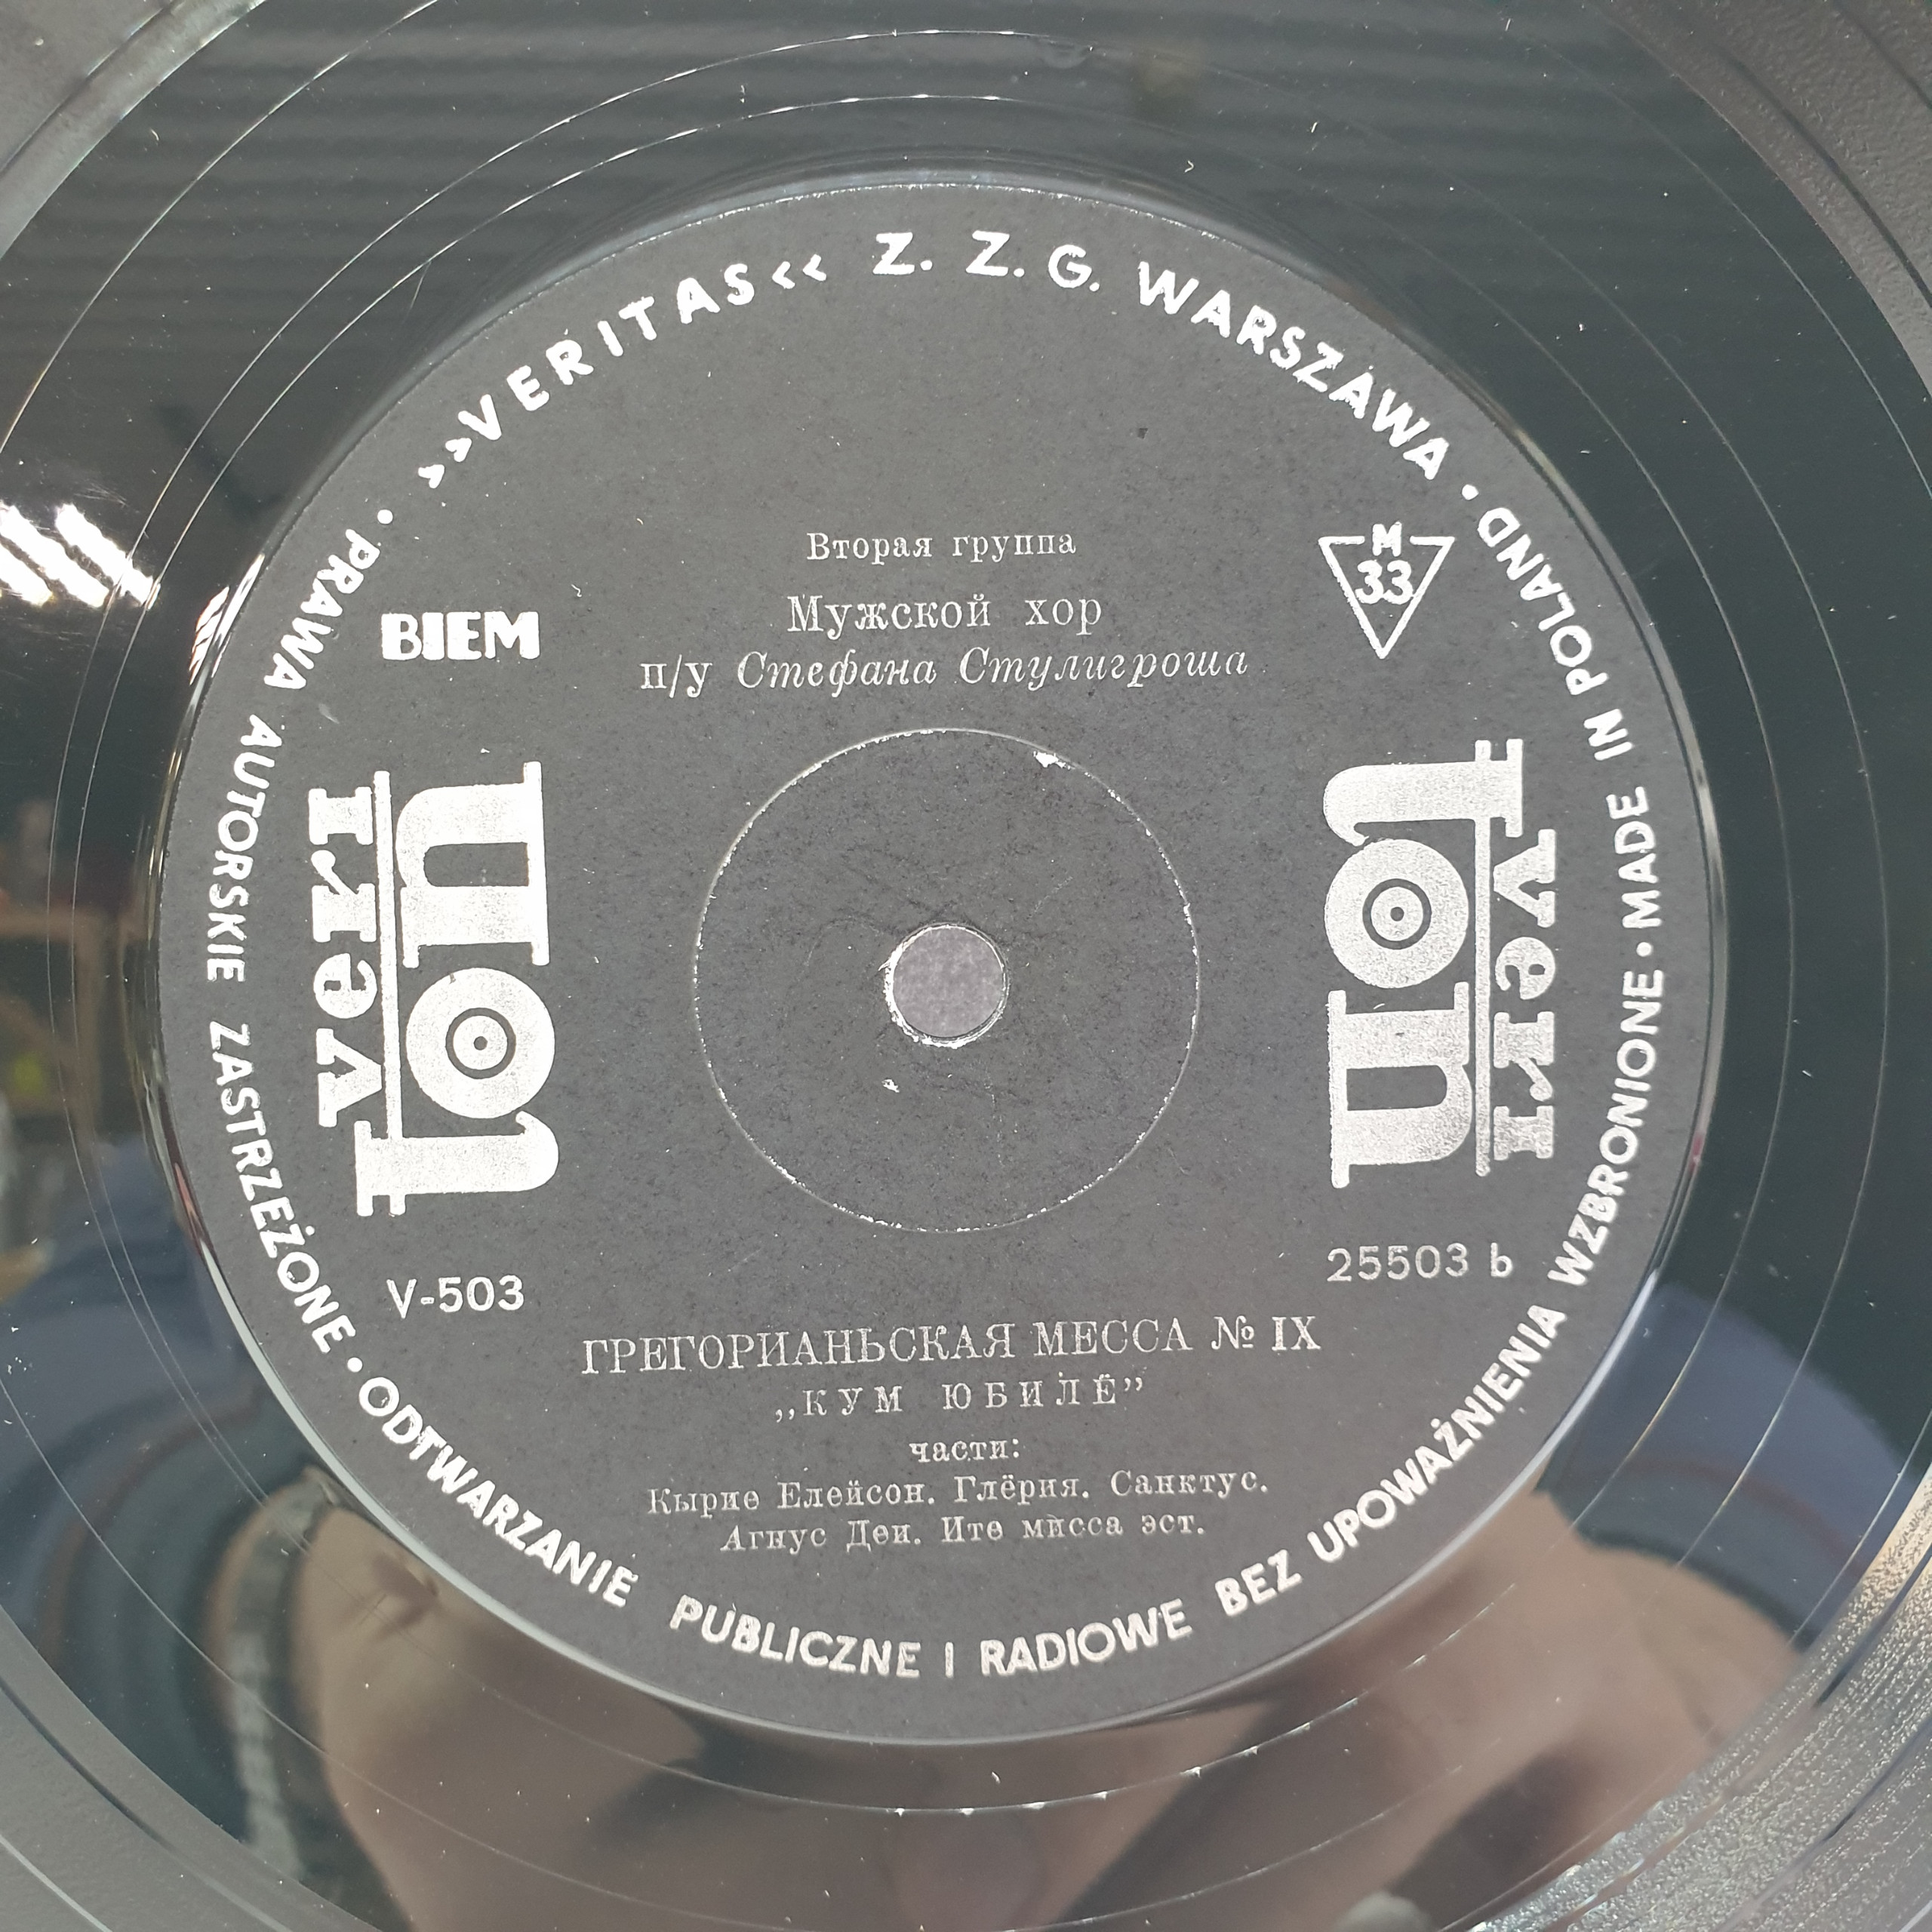 »VERITAS« Z. Z. G. WARSZAWA • MADE IN POLAND •
PRAWA AUTORSKIE ZASTRZEŻONE • ODTWARZANIE PUBLICZNE I RADIOWE BEZ UPOWAŻNIENIA WZBRONIONE •
Вторая группа
Мужской хор
п/у Стефана Стулигроша
BIEM
M
33
veri
ton
veri
ton
V-503
25503 b
ГРЕГОРИАНЬСКАЯ МЕССА № IX
„КУМ ЮБИЛЁ”
части:
Кырие Елейсон. Глёрия. Санктус.
Агнус Деи. Ите мисса эст.